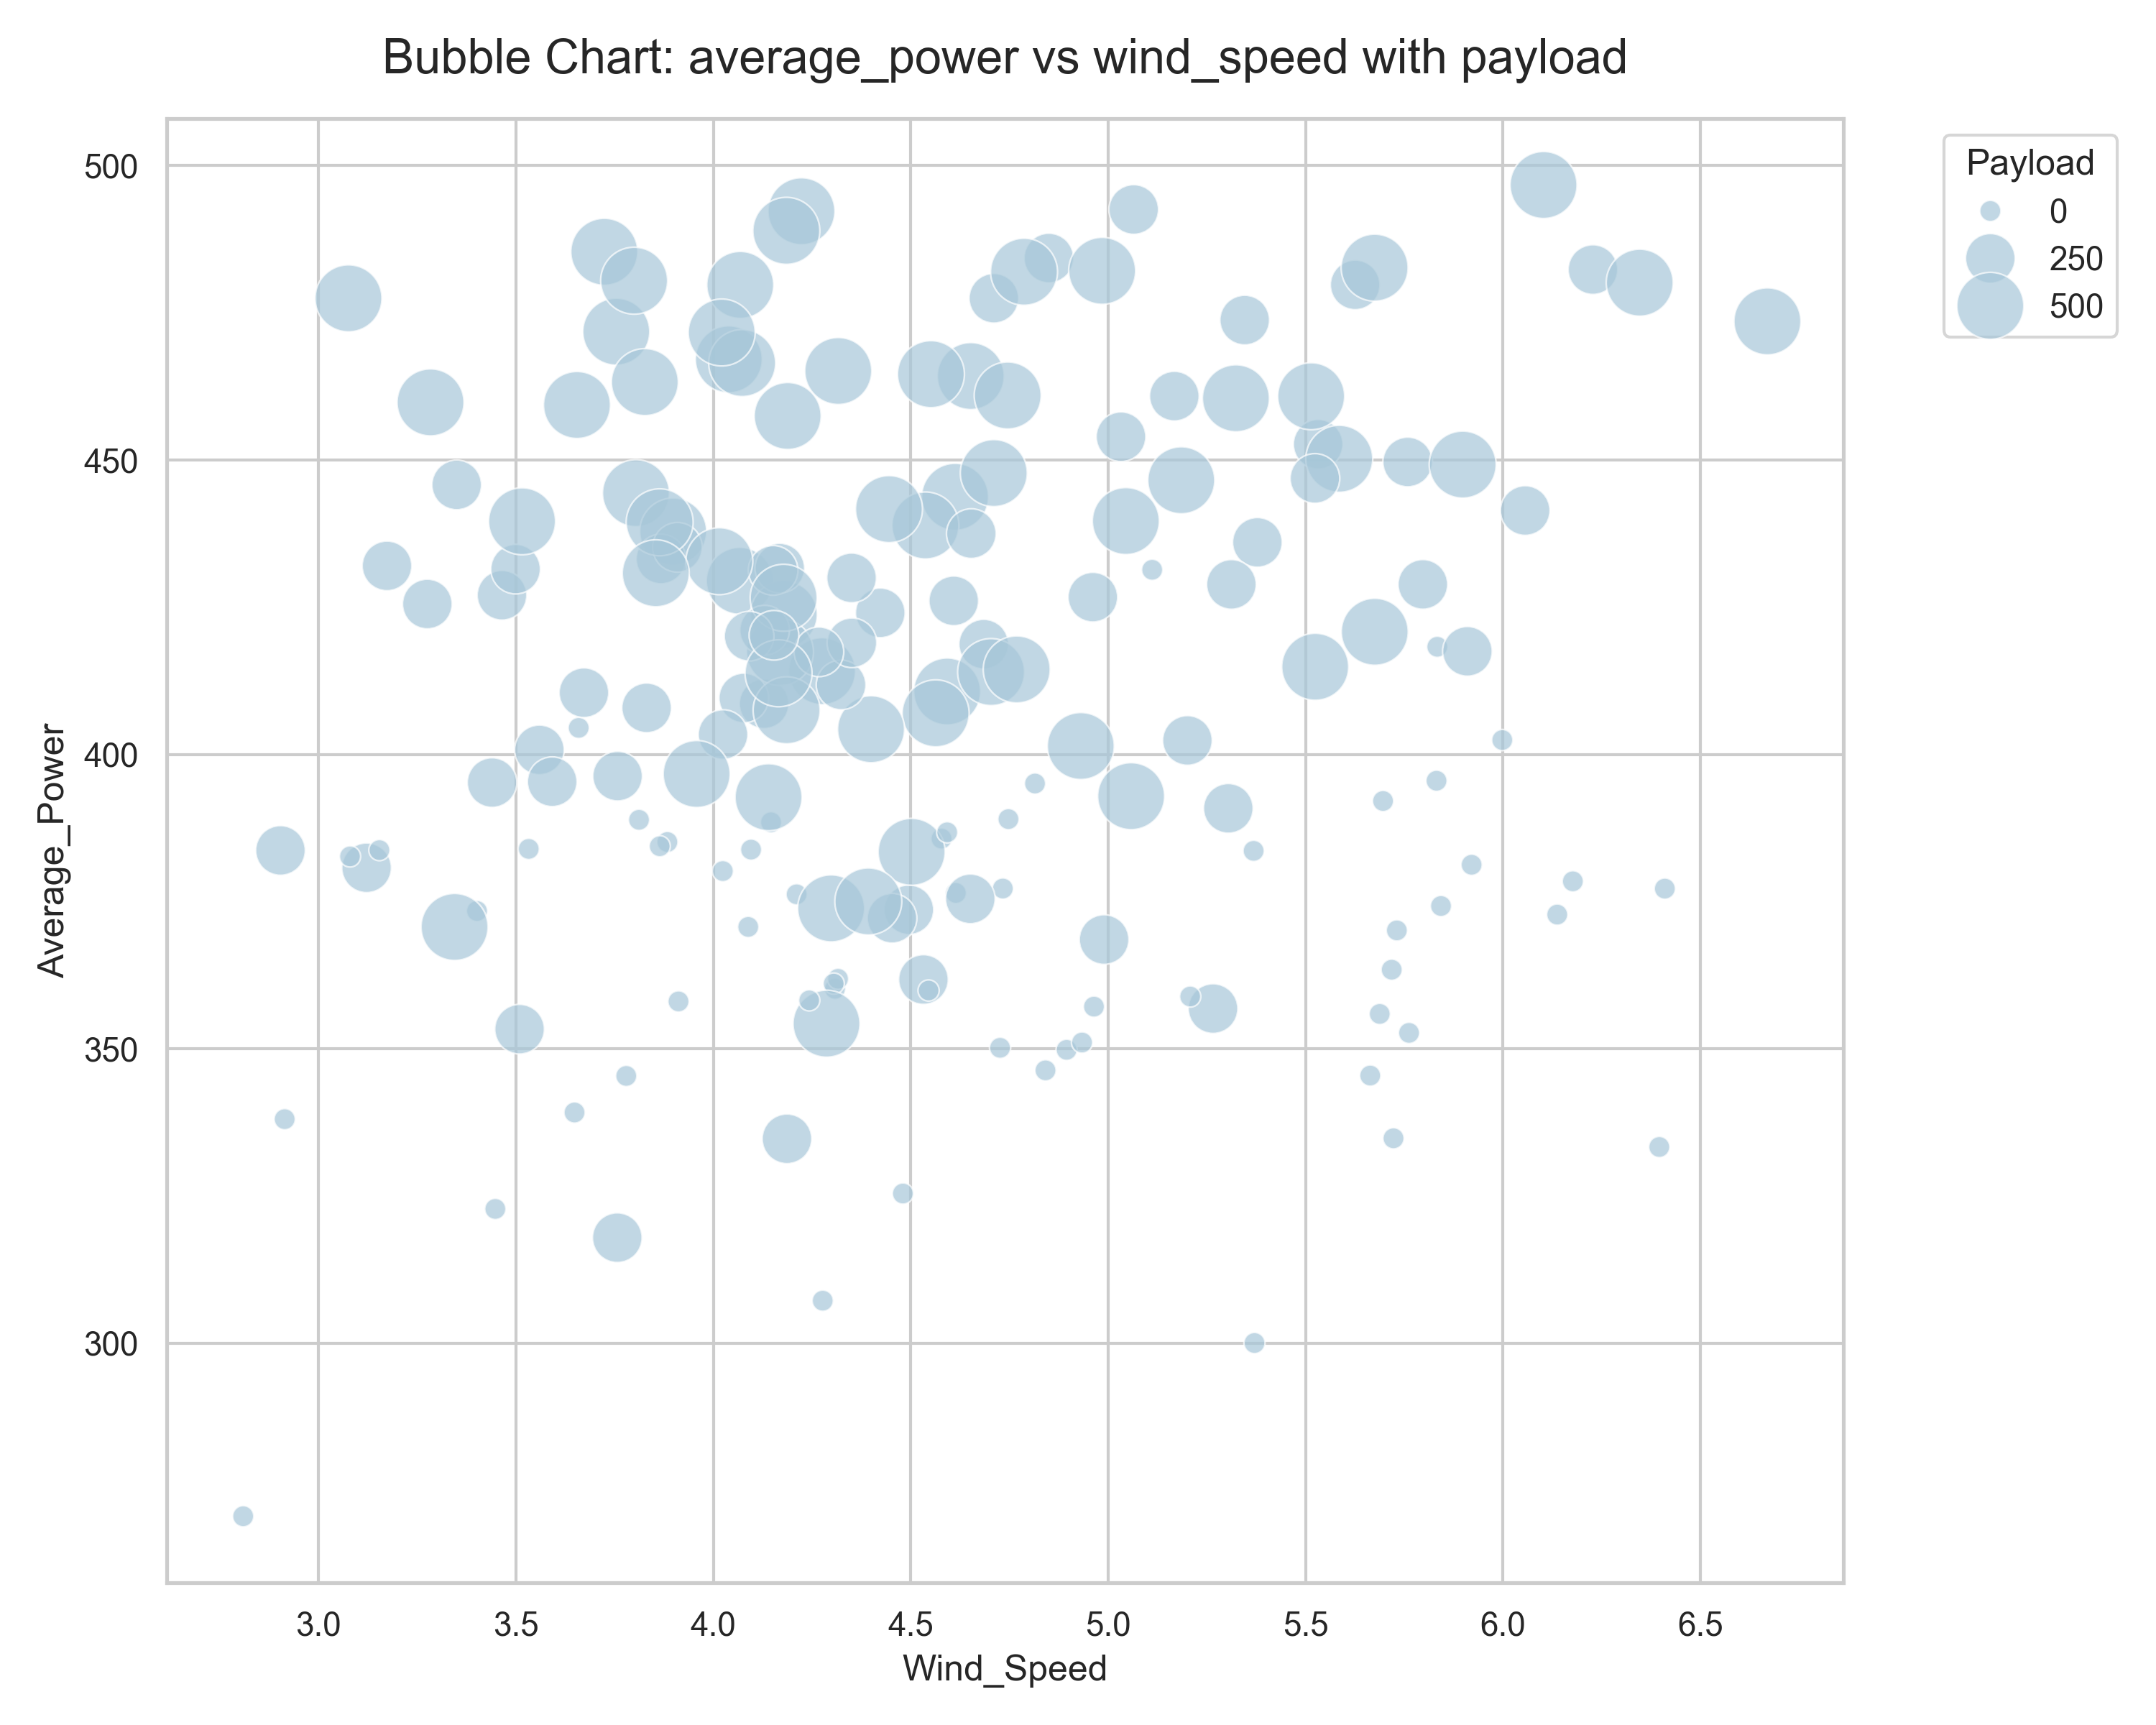 Bubble Chart: average_power vs wind_speed with payload
Payload
0
250
500
500
450
400
350
300
Average_Power
3.0 3.5 4.0 4.5 5.0 5.5 6.0 6.5
Wind_Speed